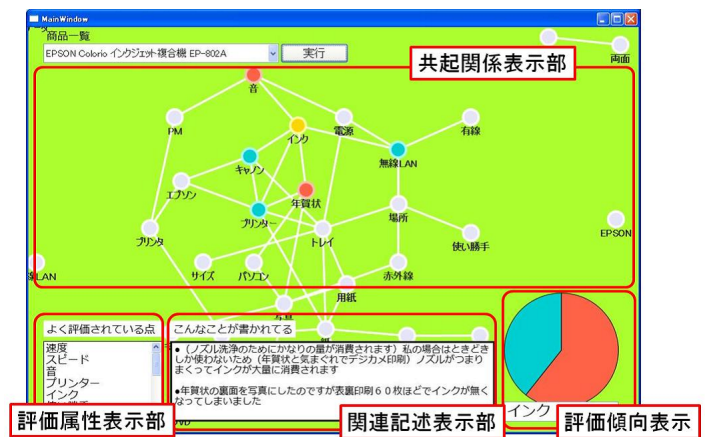 MainWindow
商品一覧
EPSON Colorio インクジェット複合機 EP-802A
実行
両面
共起関係表示部
音
PM
インク
電源
有線
無線LAN
キャノン
エプソン
年賀状
プリンター
場所
EPSON
プリンタ
トレイ
使い勝手
LAN
サイズ
パソコン
赤外線
用紙
写真
よく評価されている点
速度
スピード
音
プリンター
インク
こんなことが書かれてる
●（ノズル洗浄のためにかなりの量が消費されます）私の場合はときどき
しか使わないため（年賀状と気まぐれでデジカメ印刷）ノズルがつまり
まくってインクが大量に消費されます
●年賀状の裏面を写真にしたのですが表裏印刷６０枚ほどでインクが無く
なってしまいました
インク
評価属性表示部
関連記述表示部
評価傾向表示